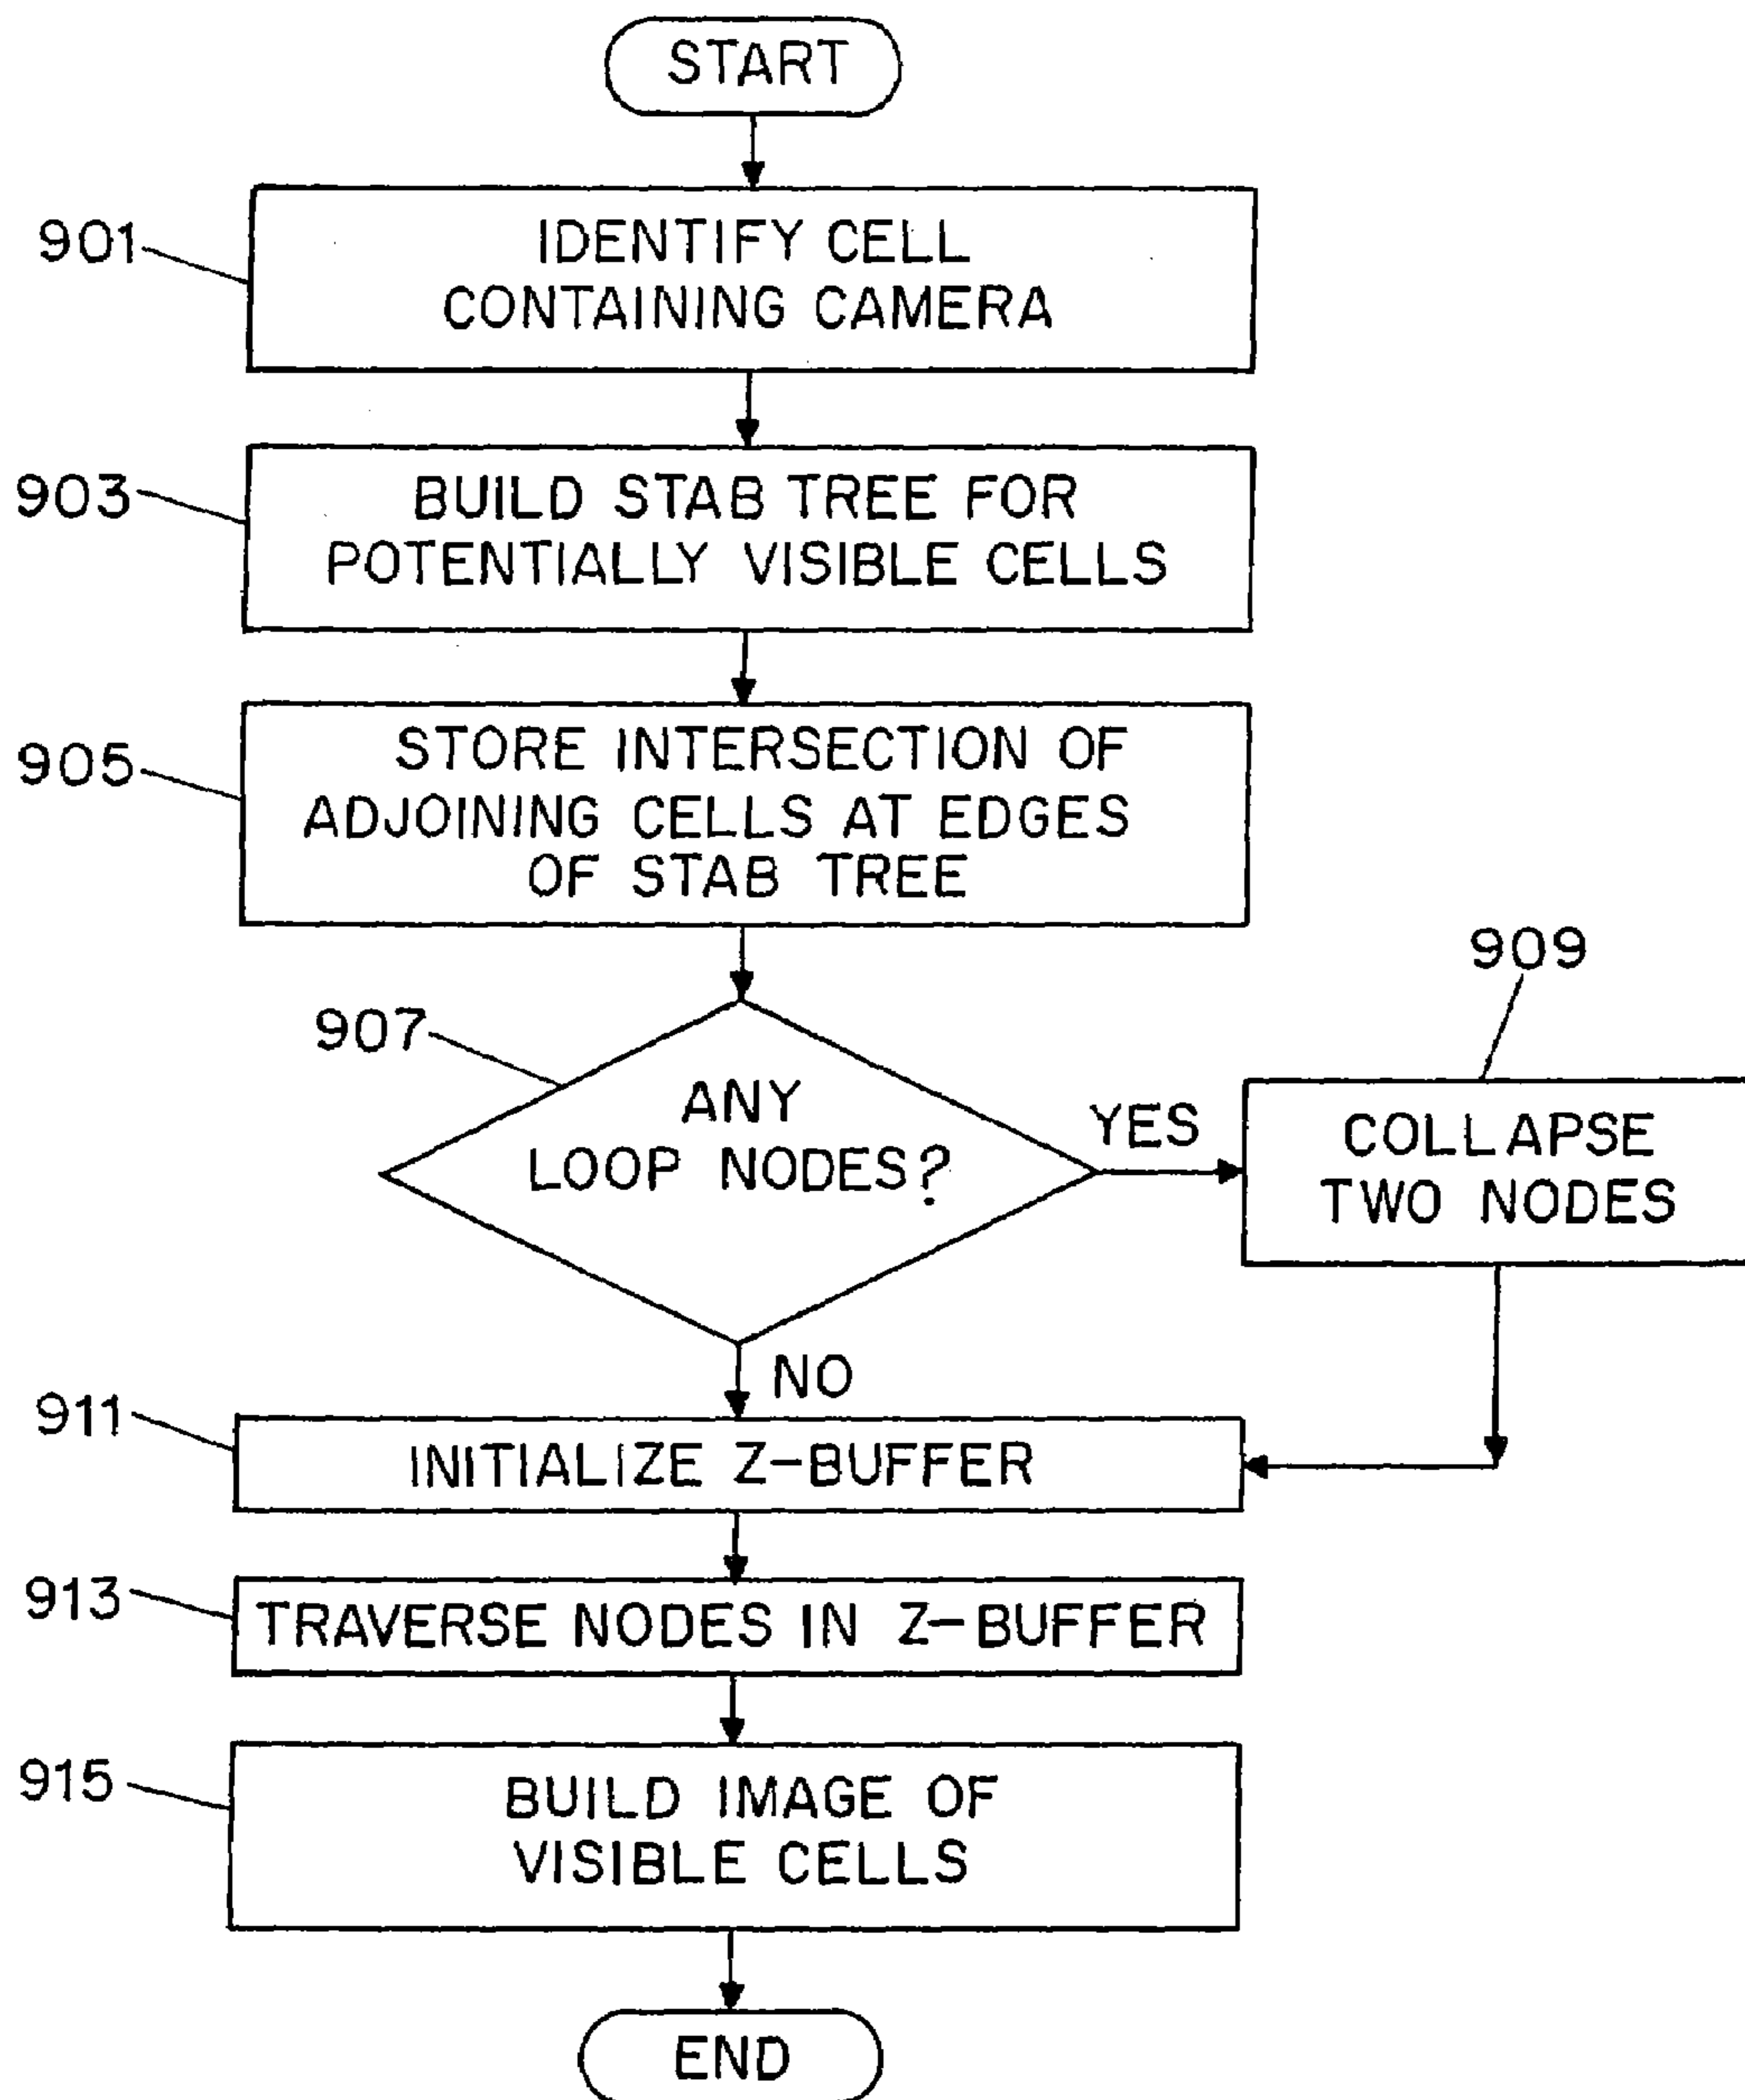 START
901
IDENTIFY CELL
CONTAINING CAMERA
903
BUILD STAB TREE FOR
POTENTIALLY VISIBLE CELLS
905
STORE INTERSECTION OF
ADJOINING CELLS AT EDGES
OF STAB TREE
907
ANY
LOOP NODES?
YES
909
COLLAPSE
TWO NODES
NO
911
INITIALIZE Z-BUFFER
913
TRAVERSE NODES IN Z-BUFFER
915
BUILD IMAGE OF
VISIBLE CELLS
END